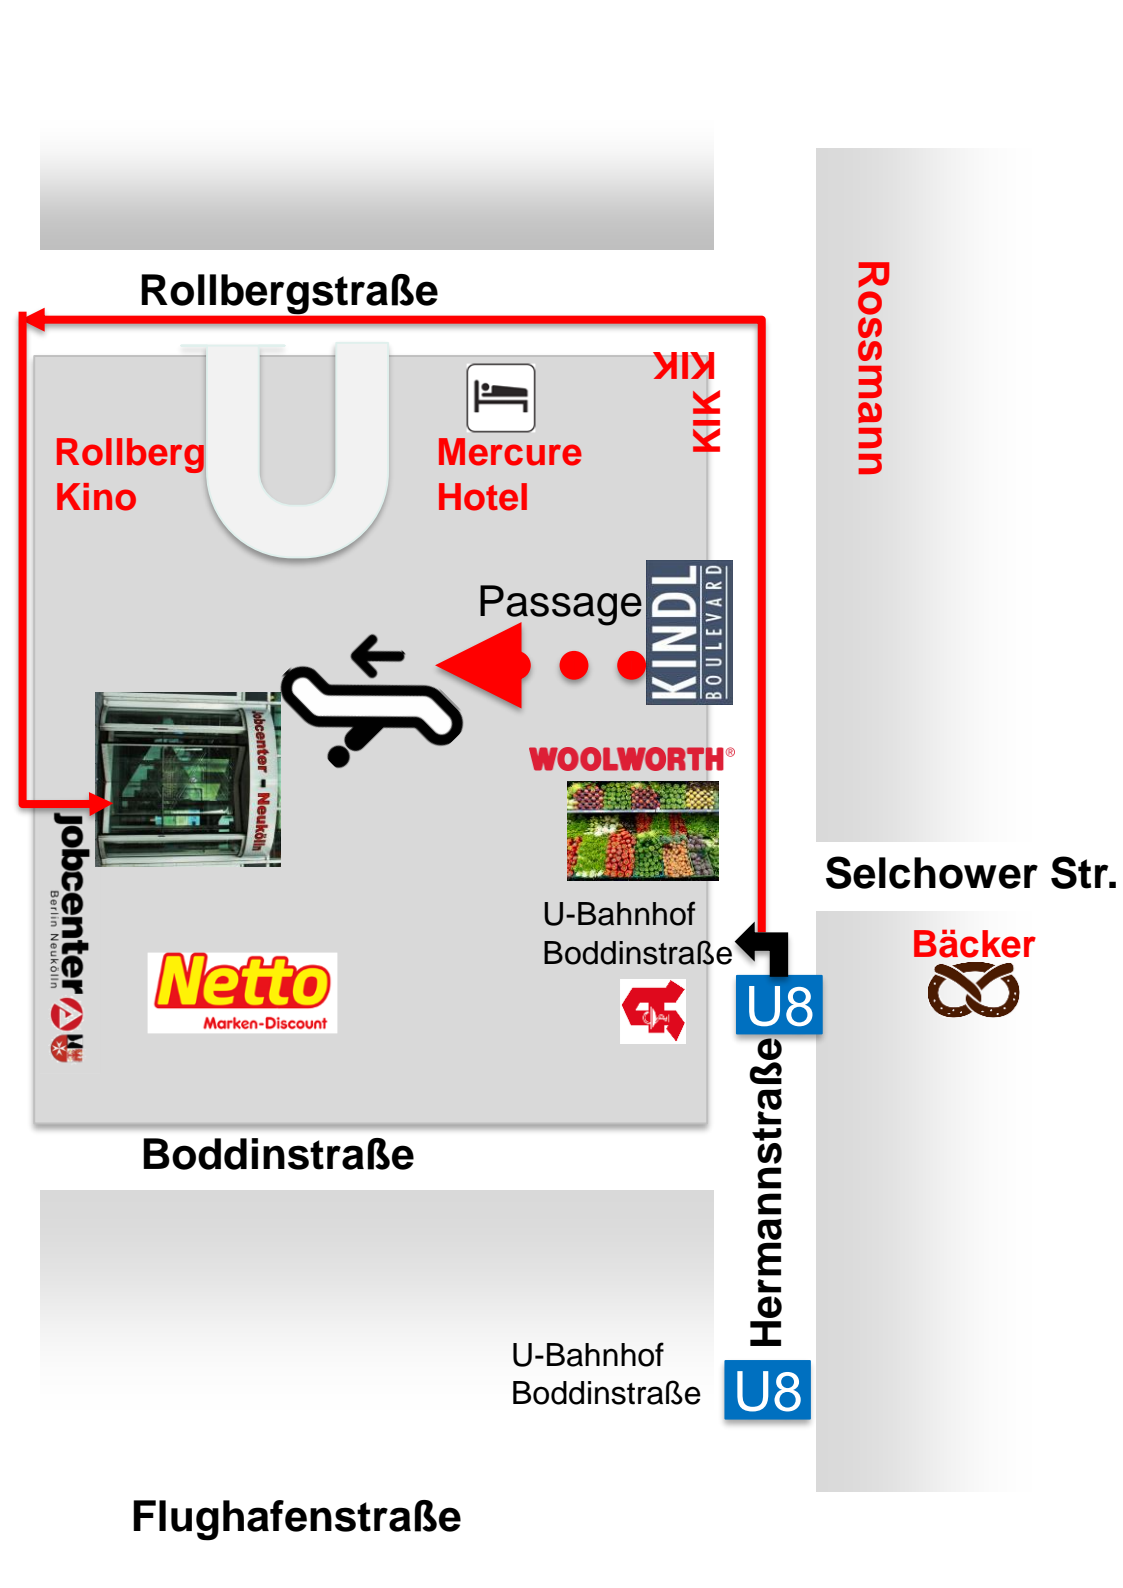 Rollbergstraße
Rossmann
KIK
KIK
Rollberg
Kino
Mercure
Hotel
Passage
KINDL
BOULEVARD
WOOLWORTH®
Jobcenter - Neukölln
jobcenter
Berlin Neukölln
Selchower Str.
U-Bahnhof
Boddinstraße
Bäcker
Netto
Marken-Discount
U8
Hermannstraße
Boddinstraße
U-Bahnhof
Boddinstraße
U8
Flughafenstraße